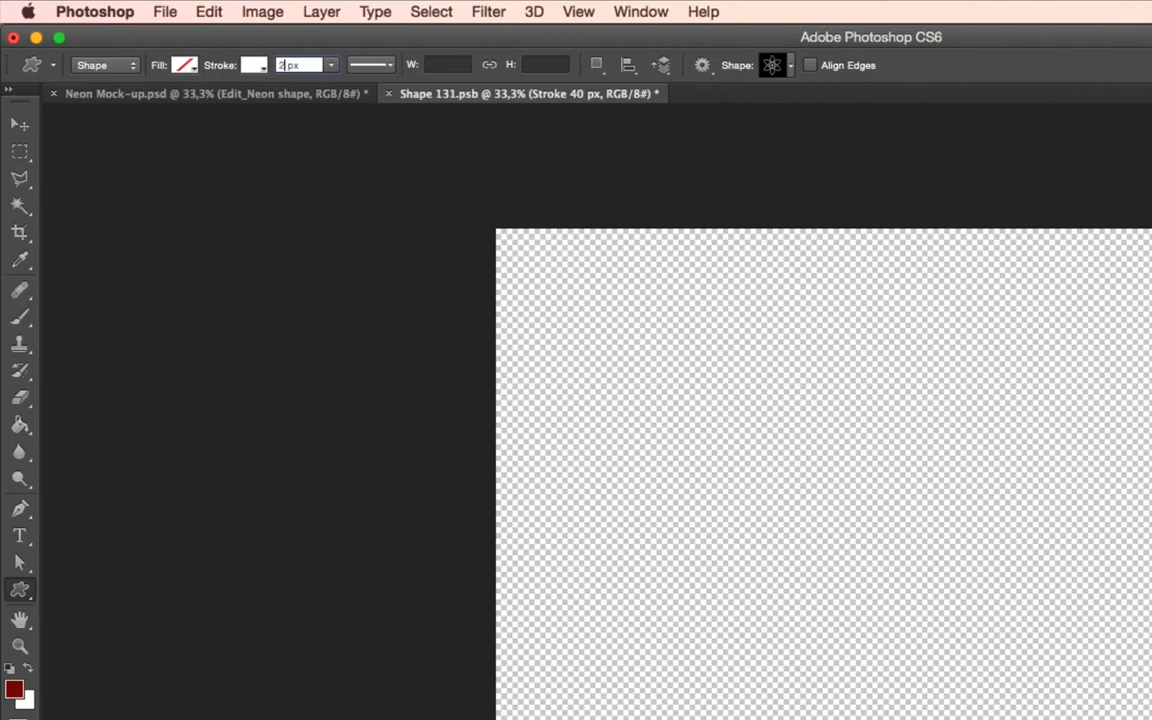 Photoshop File Edit Image Layer Type Select Filter 3D View Window Help
Adobe Photoshop CS6
Shape Fill: Stroke: 2 px W: H: Shape: Align Edges
Neon Mock-up.psd @ 33,3% (Edit_Neon shape, RGB/8#) * Shape 131.psb @ 33,3% (Stroke 40 px, RGB/8#) *